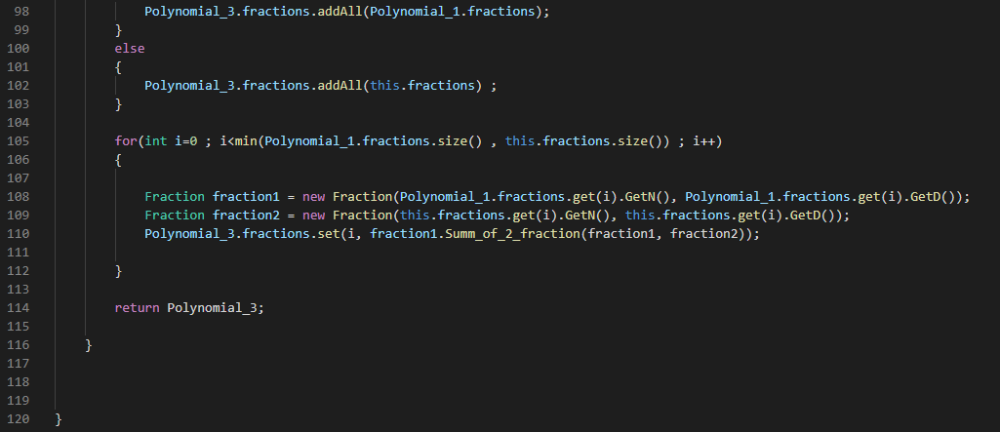 98 Polynomial_3.fractions.addAll(Polynomial_1.fractions);
99 }
100 else
101 {
102 Polynomial_3.fractions.addAll(this.fractions) ;
103 }
104
105 for(int i=0 ; i<min(Polynomial_1.fractions.size() , this.fractions.size()) ; i++)
106 {
107
108 Fraction fraction1 = new Fraction(Polynomial_1.fractions.get(i).GetN(), Polynomial_1.fractions.get(i).GetD());
109 Fraction fraction2 = new Fraction(this.fractions.get(i).GetN(), this.fractions.get(i).GetD());
110 Polynomial_3.fractions.set(i, fraction1.Summ_of_2_fraction(fraction1, fraction2));
111
112 }
113
114 return Polynomial_3;
115
116 }
117
118
119
120 }